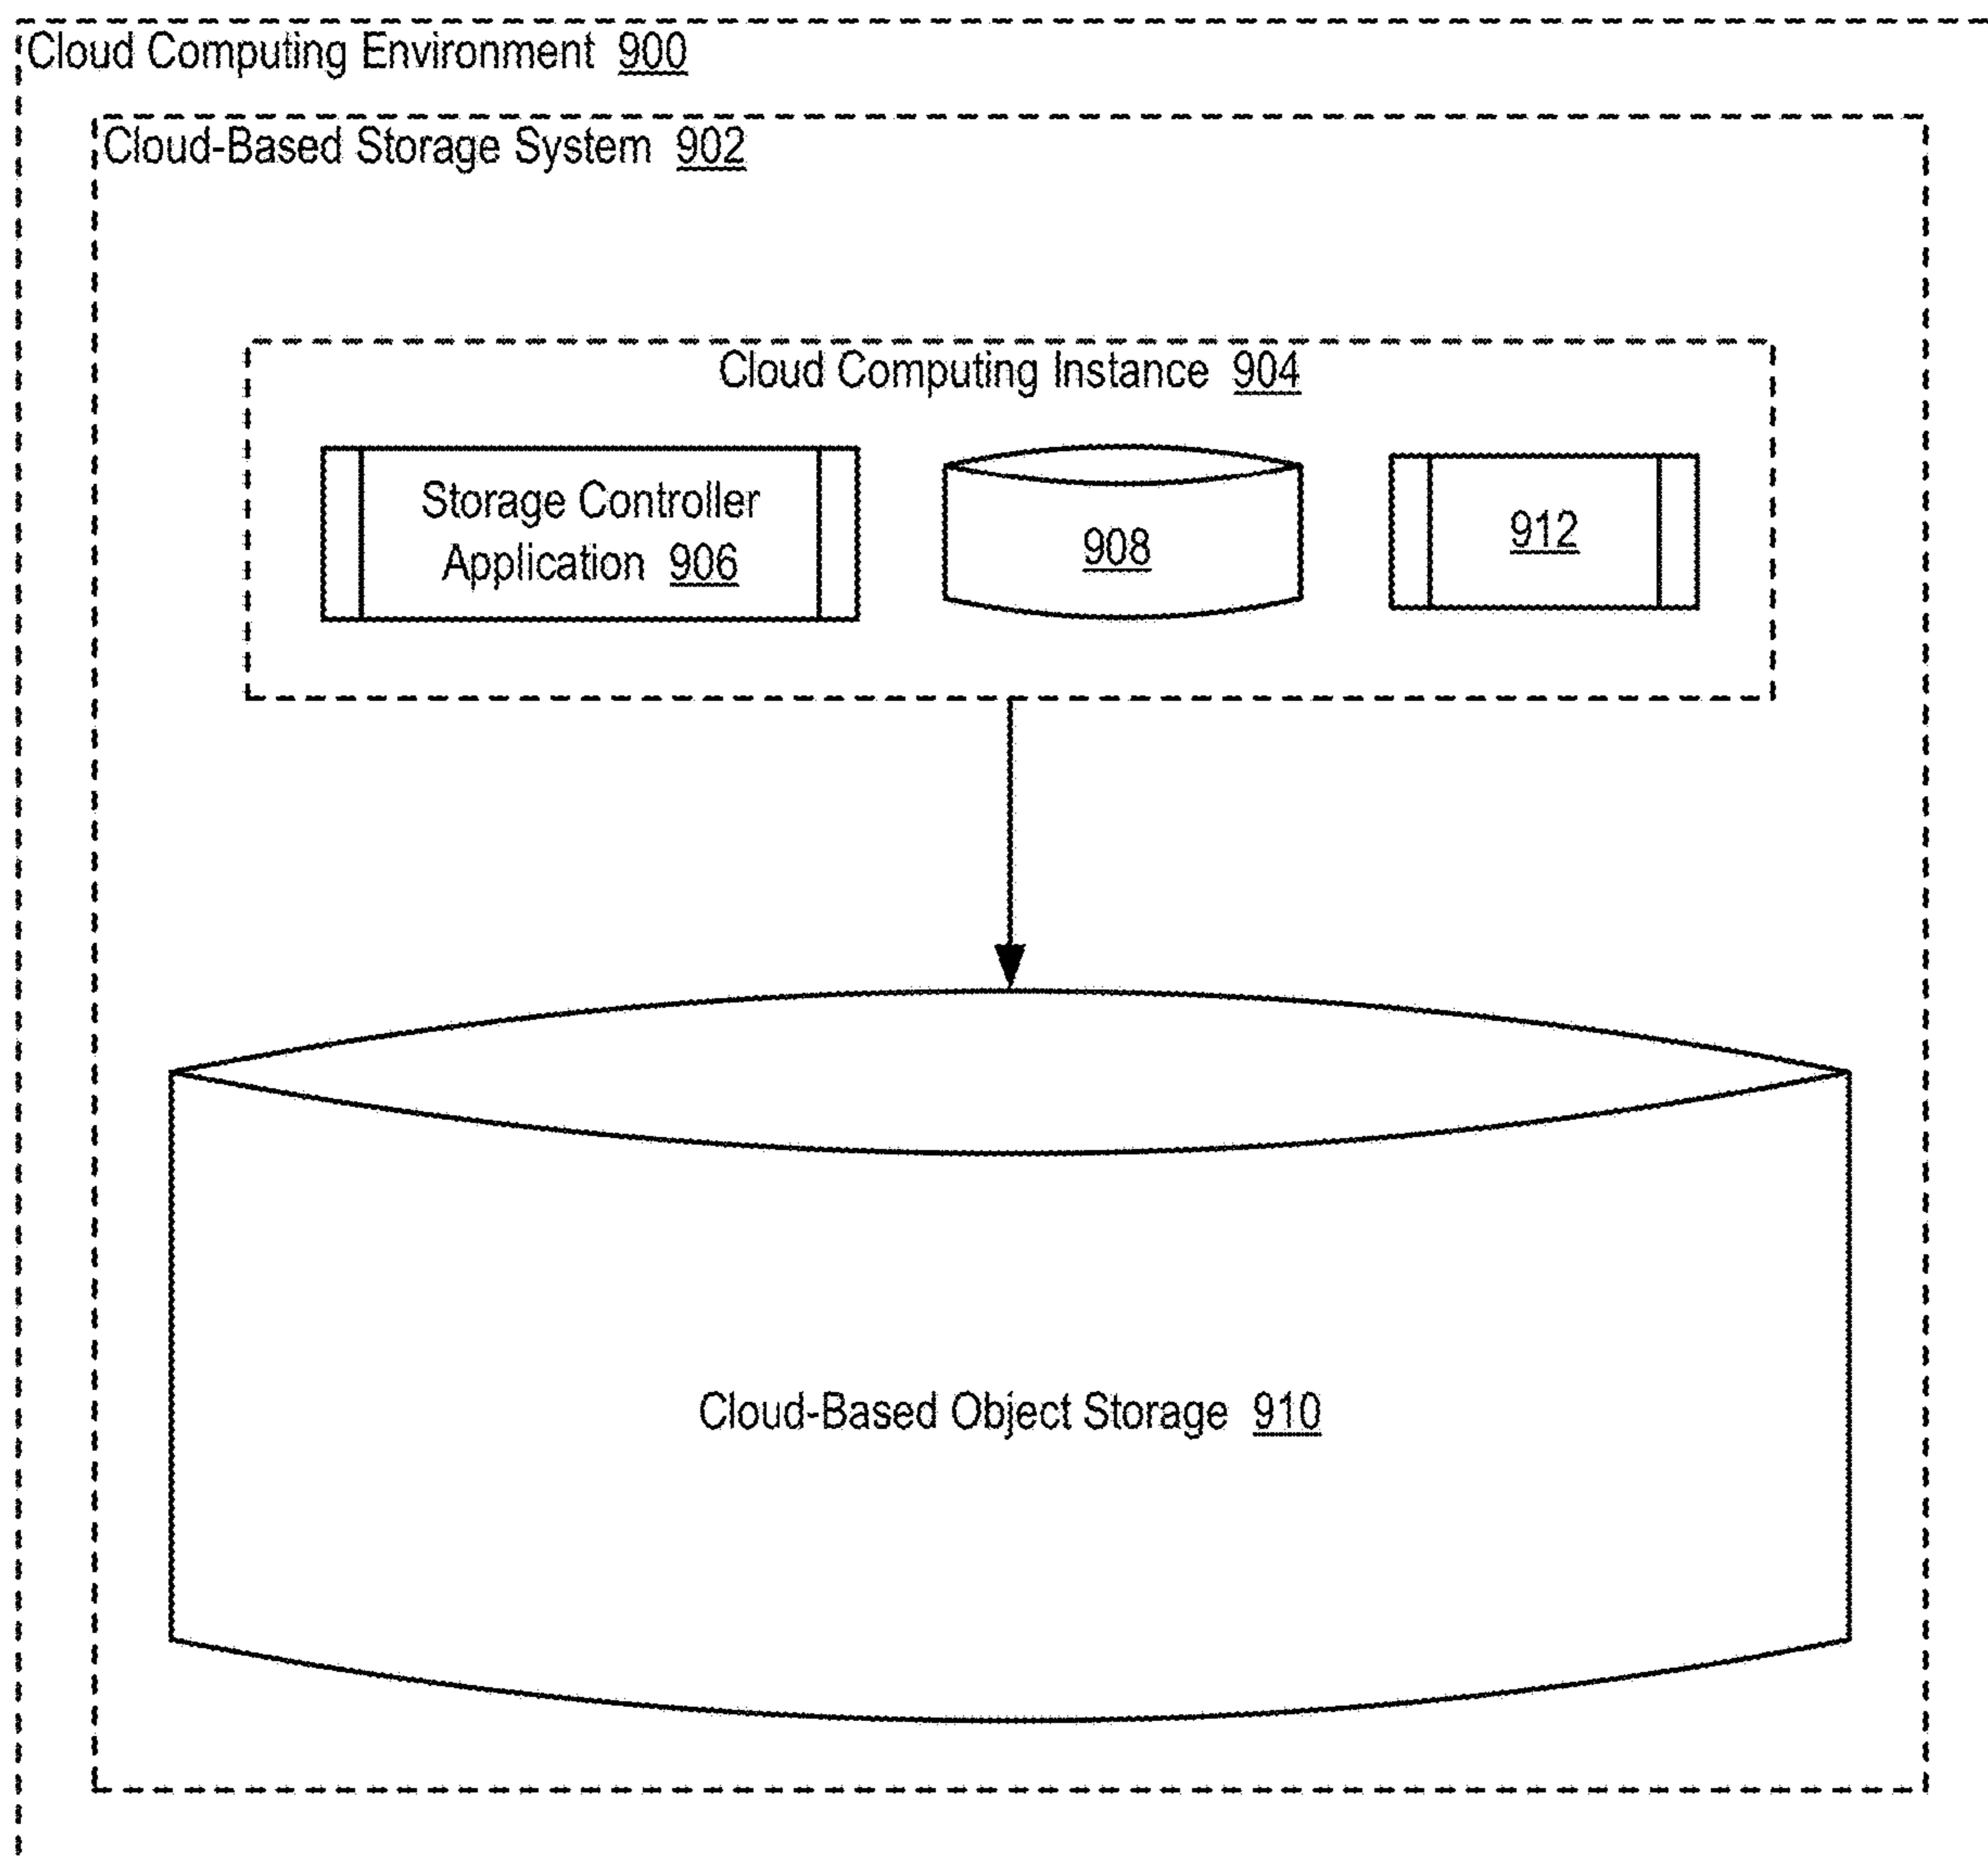 Cloud Computing Environment 900
Cloud-Based Storage System 902
Cloud Computing Instance 904
Storage Controller
Application 906
908
912
Cloud-Based Object Storage 910